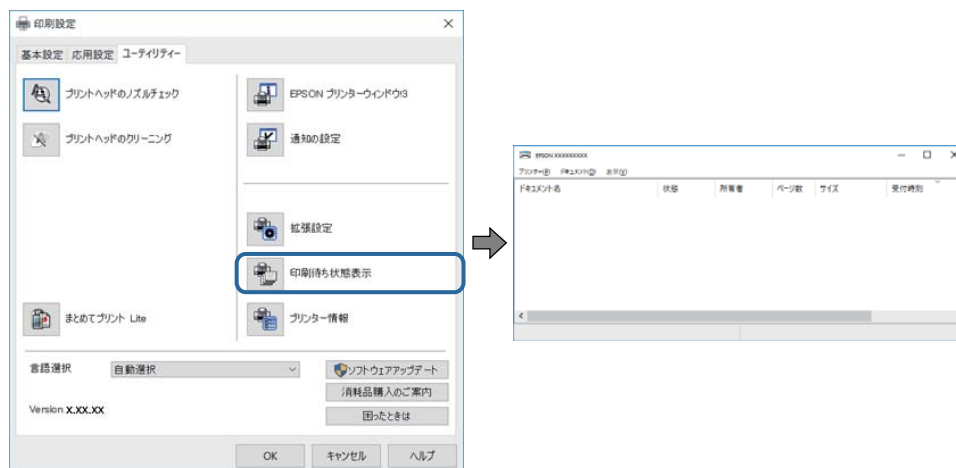 印刷設定
基本設定 応用設定 ユーティリティー
プリントヘッドのノズルチェック
EPSON プリンターウィンドウ!3
プリントヘッドのクリーニング
通知の設定
拡張設定
印刷待ち状態表示
まとめてプリント Lite
プリンター情報
言語選択 自動選択
ソフトウェアアップデート
消耗品購入のご案内
Version X.XX.XX
困ったときは
OK キャンセル ヘルプ
EPSON XXXXXXXXXX
プリンター(P) ドキュメント(D) 表示(V)
ドキュメント名 状態 所有者 ページ数 サイズ 受付時刻